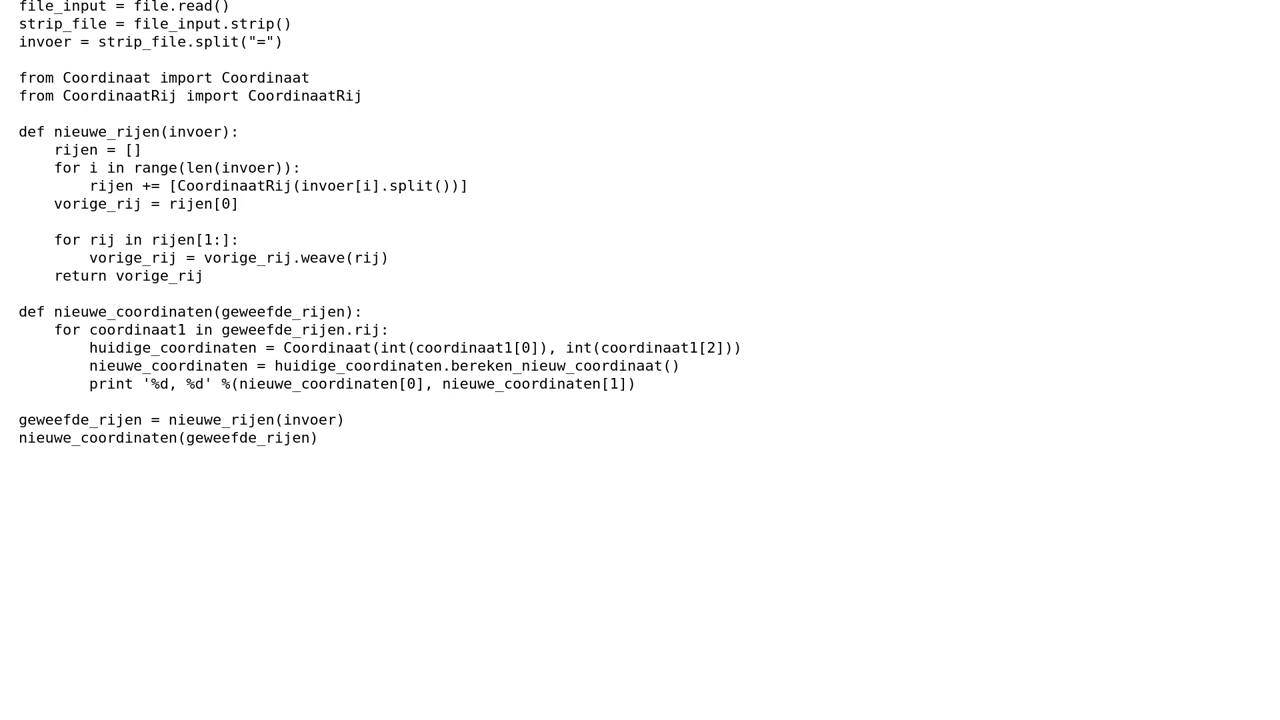 file_input = file.read()
strip_file = file_input.strip()
invoer = strip_file.split("=")

from Coordinaat import Coordinaat
from CoordinaatRij import CoordinaatRij

def nieuwe_rijen(invoer):
    rijen = []
    for i in range(len(invoer)):
        rijen += [CoordinaatRij(invoer[i].split())]
    vorige_rij = rijen[0]

    for rij in rijen[1:]:
        vorige_rij = vorige_rij.weave(rij)
    return vorige_rij

def nieuwe_coordinaten(geweefde_rijen):
    for coordinaat1 in geweefde_rijen.rij:
        huidige_coordinaten = Coordinaat(int(coordinaat1[0]), int(coordinaat1[2]))
        nieuwe_coordinaten = huidige_coordinaten.bereken_nieuw_coordinaat()
        print '%d, %d' %(nieuwe_coordinaten[0], nieuwe_coordinaten[1])

geweefde_rijen = nieuwe_rijen(invoer)
nieuwe_coordinaten(geweefde_rijen)